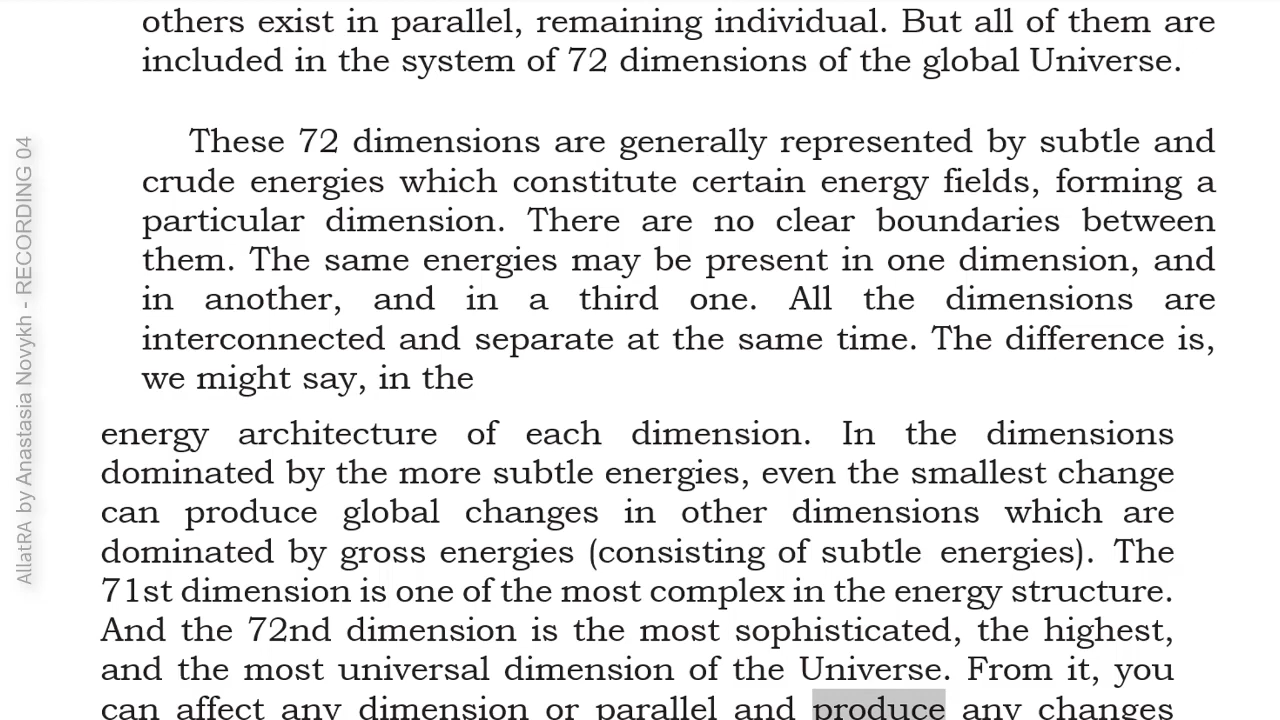 others exist in parallel, remaining individual. But all of them are
included in the system of 72 dimensions of the global Universe.
These 72 dimensions are generally represented by subtle and
crude energies which constitute certain energy fields, forming a
particular dimension. There are no clear boundaries between
them. The same energies may be present in one dimension, and
in another, and in a third one. All the dimensions are
interconnected and separate at the same time. The difference is,
we might say, in the
energy architecture of each dimension. In the dimensions
dominated by the more subtle energies, even the smallest change
can produce global changes in other dimensions which are
dominated by gross energies (consisting of subtle energies). The
71st dimension is one of the most complex in the energy structure.
And the 72nd dimension is the most sophisticated, the highest,
and the most universal dimension of the Universe. From it, you
can affect any dimension or parallel and produce any changes
AllatRA by Anastasia Novykh - RECORDING 04